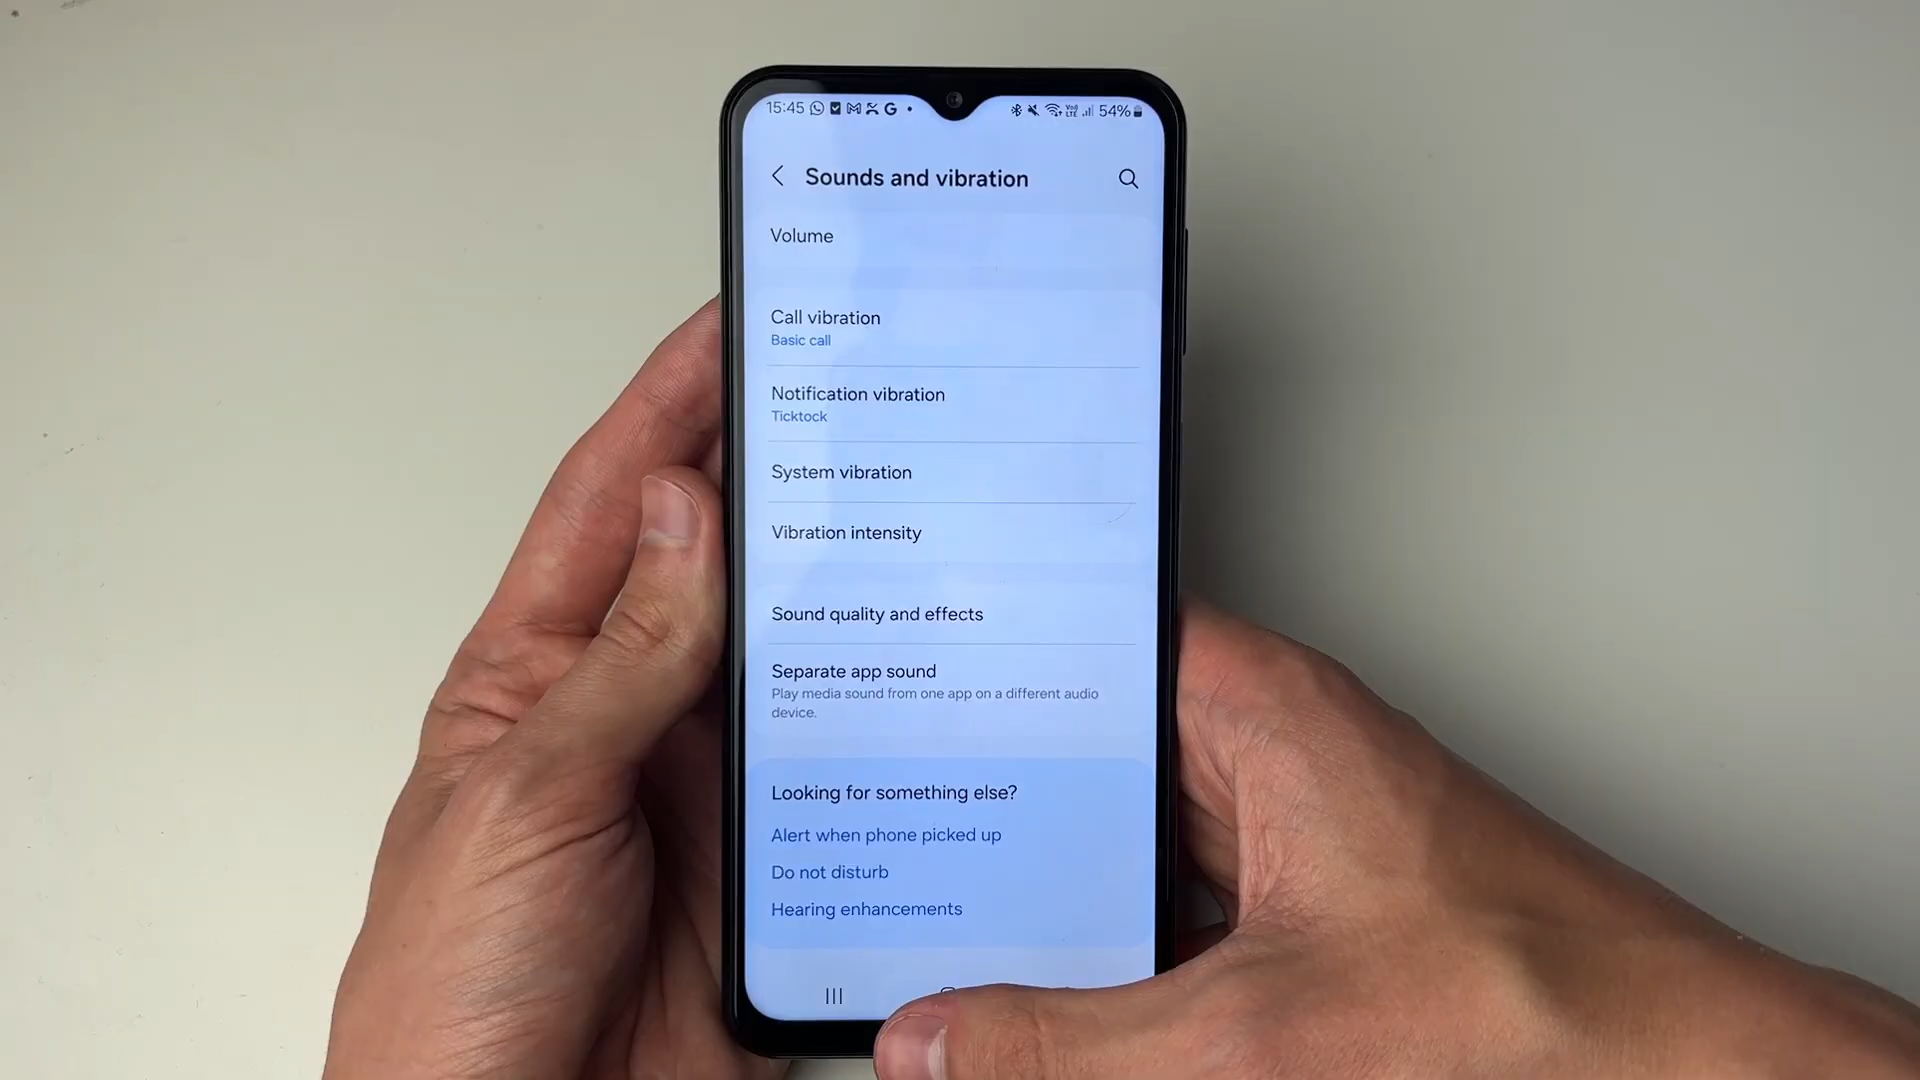 15:45 54%
Sounds and vibration
Volume
Call vibration
Basic call
Notification vibration
Ticktock
System vibration
Vibration intensity
Sound quality and effects
Separate app sound
Play media sound from one app on a different audio
device.
Looking for something else?
Alert when phone picked up
Do not disturb
Hearing enhancements